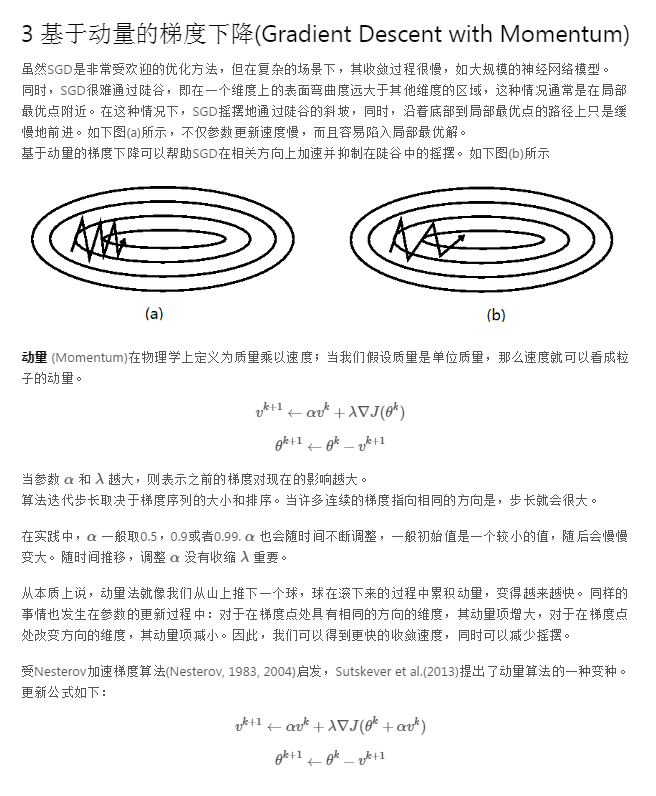 3 基于动量的梯度下降(Gradient Descent with Momentum)
虽然SGD是非常受欢迎的优化方法，但在复杂的场景下，其收敛过程很慢，如大规模的神经网络模型。
同时，SGD很难通过陡谷，即在一个维度上的表面弯曲度远大于其他维度的区域，这种情况通常是在局部
最优点附近。在这种情况下，SGD摇摆地通过陡谷的斜坡，同时，沿着底部到局部最优点的路径上只是缓
慢地前进。如下图(a)所示，不仅参数更新速度慢，而且容易陷入局部最优解。
基于动量的梯度下降可以帮助SGD在相关方向上加速并抑制在陡谷中的摇摆。如下图(b)所示
(a)
(b)
动量 (Momentum)在物理学上定义为质量乘以速度；当我们假设质量是单位质量，那么速度就可以看成粒
子的动量。
v^{k+1} ← αv^k + λ∇J(θ^k)
θ^{k+1} ← θ^k − v^{k+1}
当参数 α 和 λ 越大，则表示之前的梯度对现在的影响越大。
算法迭代步长取决于梯度序列的大小和排序。当许多连续的梯度指向相同的方向是，步长就会很大。
在实践中，α 一般取0.5，0.9或者0.99. α 也会随时间不断调整，一般初始值是一个较小的值，随后会慢慢
变大。随时间推移，调整 α 没有收缩 λ 重要。
从本质上说，动量法就像我们从山上推下一个球，球在滚下来的过程中累积动量，变得越来越快。同样的
事情也发生在参数的更新过程中：对于在梯度点处具有相同的方向的维度，其动量项增大，对于在梯度点
处改变方向的维度，其动量项减小。因此，我们可以得到更快的收敛速度，同时可以减少摇摆。
受Nesterov加速梯度算法(Nesterov, 1983, 2004)启发，Sutskever et al.(2013)提出了动量算法的一种变种。
更新公式如下：
v^{k+1} ← αv^k + λ∇J(θ^k + αv^k)
θ^{k+1} ← θ^k − v^{k+1}